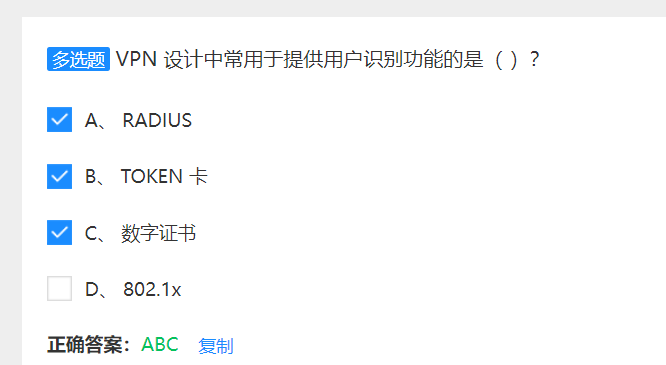 多选题 VPN 设计中常用于提供用户识别功能的是（ ）？
A、 RADIUS
B、 TOKEN 卡
C、 数字证书
D、 802.1x
正确答案：ABC 复制